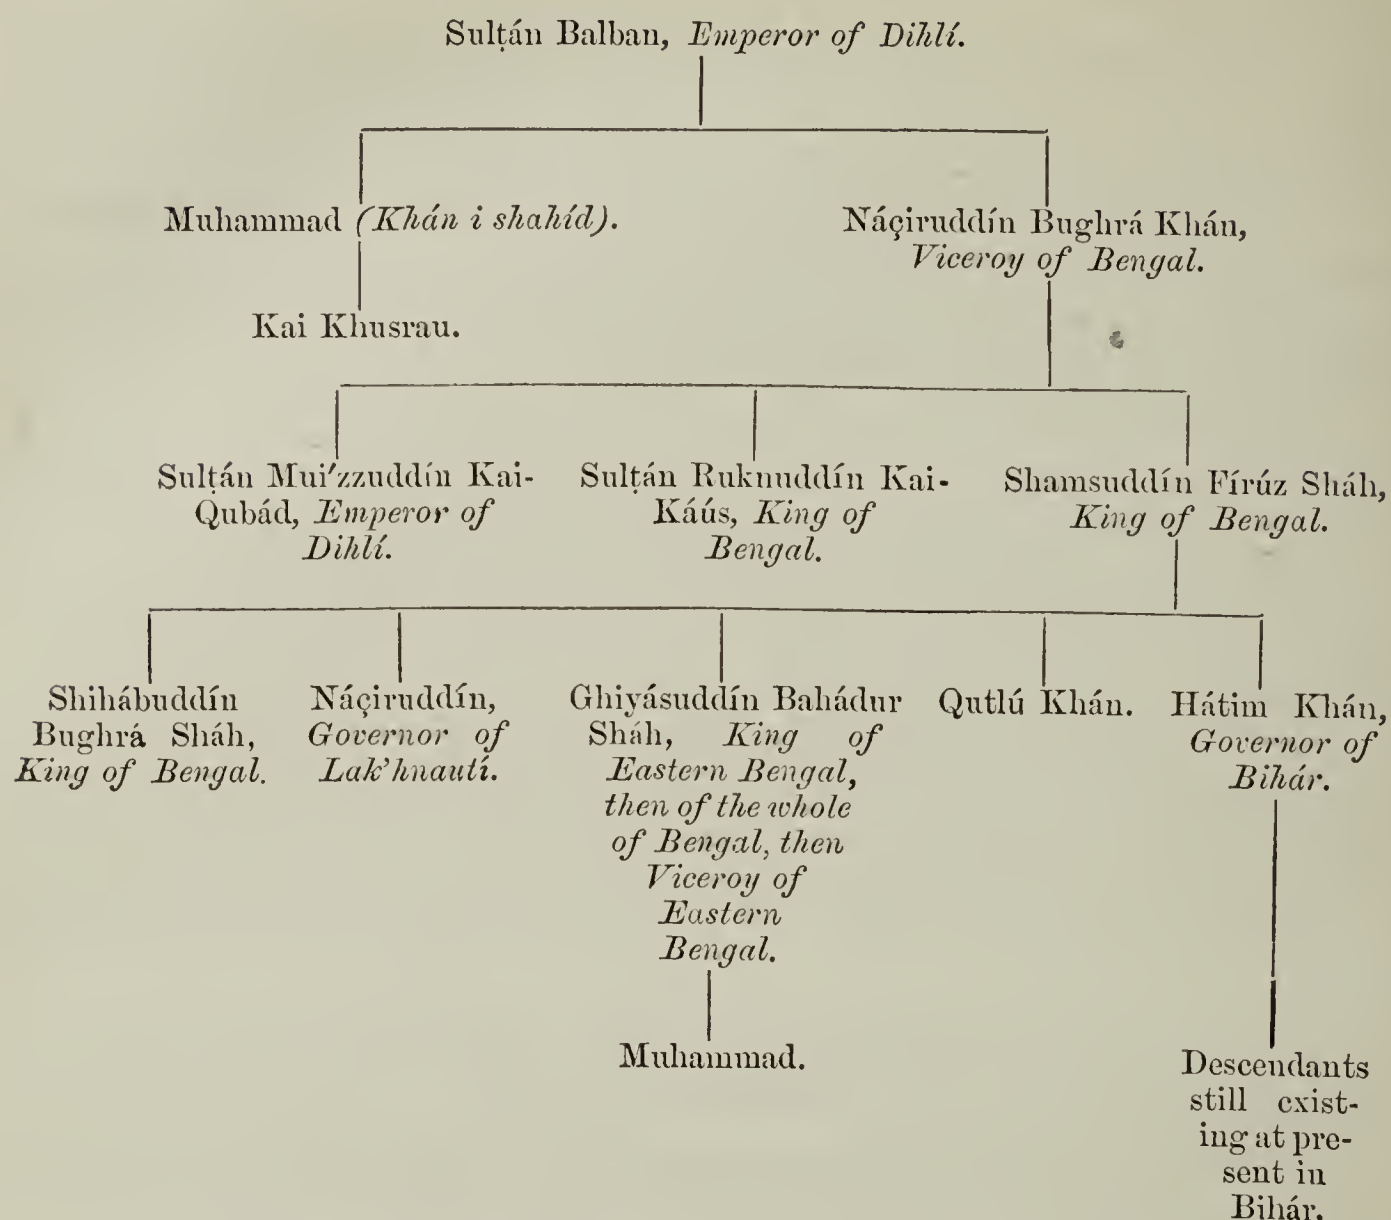 Sulṭán Balban, Emperor of Dihlí.
Muhammad (Khán i shahíd).
Náçiruddín Bughrá Khán,
Viceroy of Bengal.
Kai Khusrau.
Sulṭán Mui'zzuddín Kai-
Qubád, Emperor of
Dihlí.
Sulṭán Ruknuddín Kai-
Káús, King of
Bengal.
Shamsuddín Fírúz Sháh,
King of Bengal.
Shihábuddín
Bughrá Sháh,
King of Bengal.
Náçiruddín,
Governor of
Lak'hnautí.
Ghiyásuddín Bahádur
Sháh, King of
Eastern Bengal,
then of the whole
of Bengal, then
Viceroy of
Eastern
Bengal.
Qutlú Khán.
Hátim Khán,
Governor of
Bihár.
Muhammad.
Descendants
still exist-
ing at pre-
sent in
Bihár.